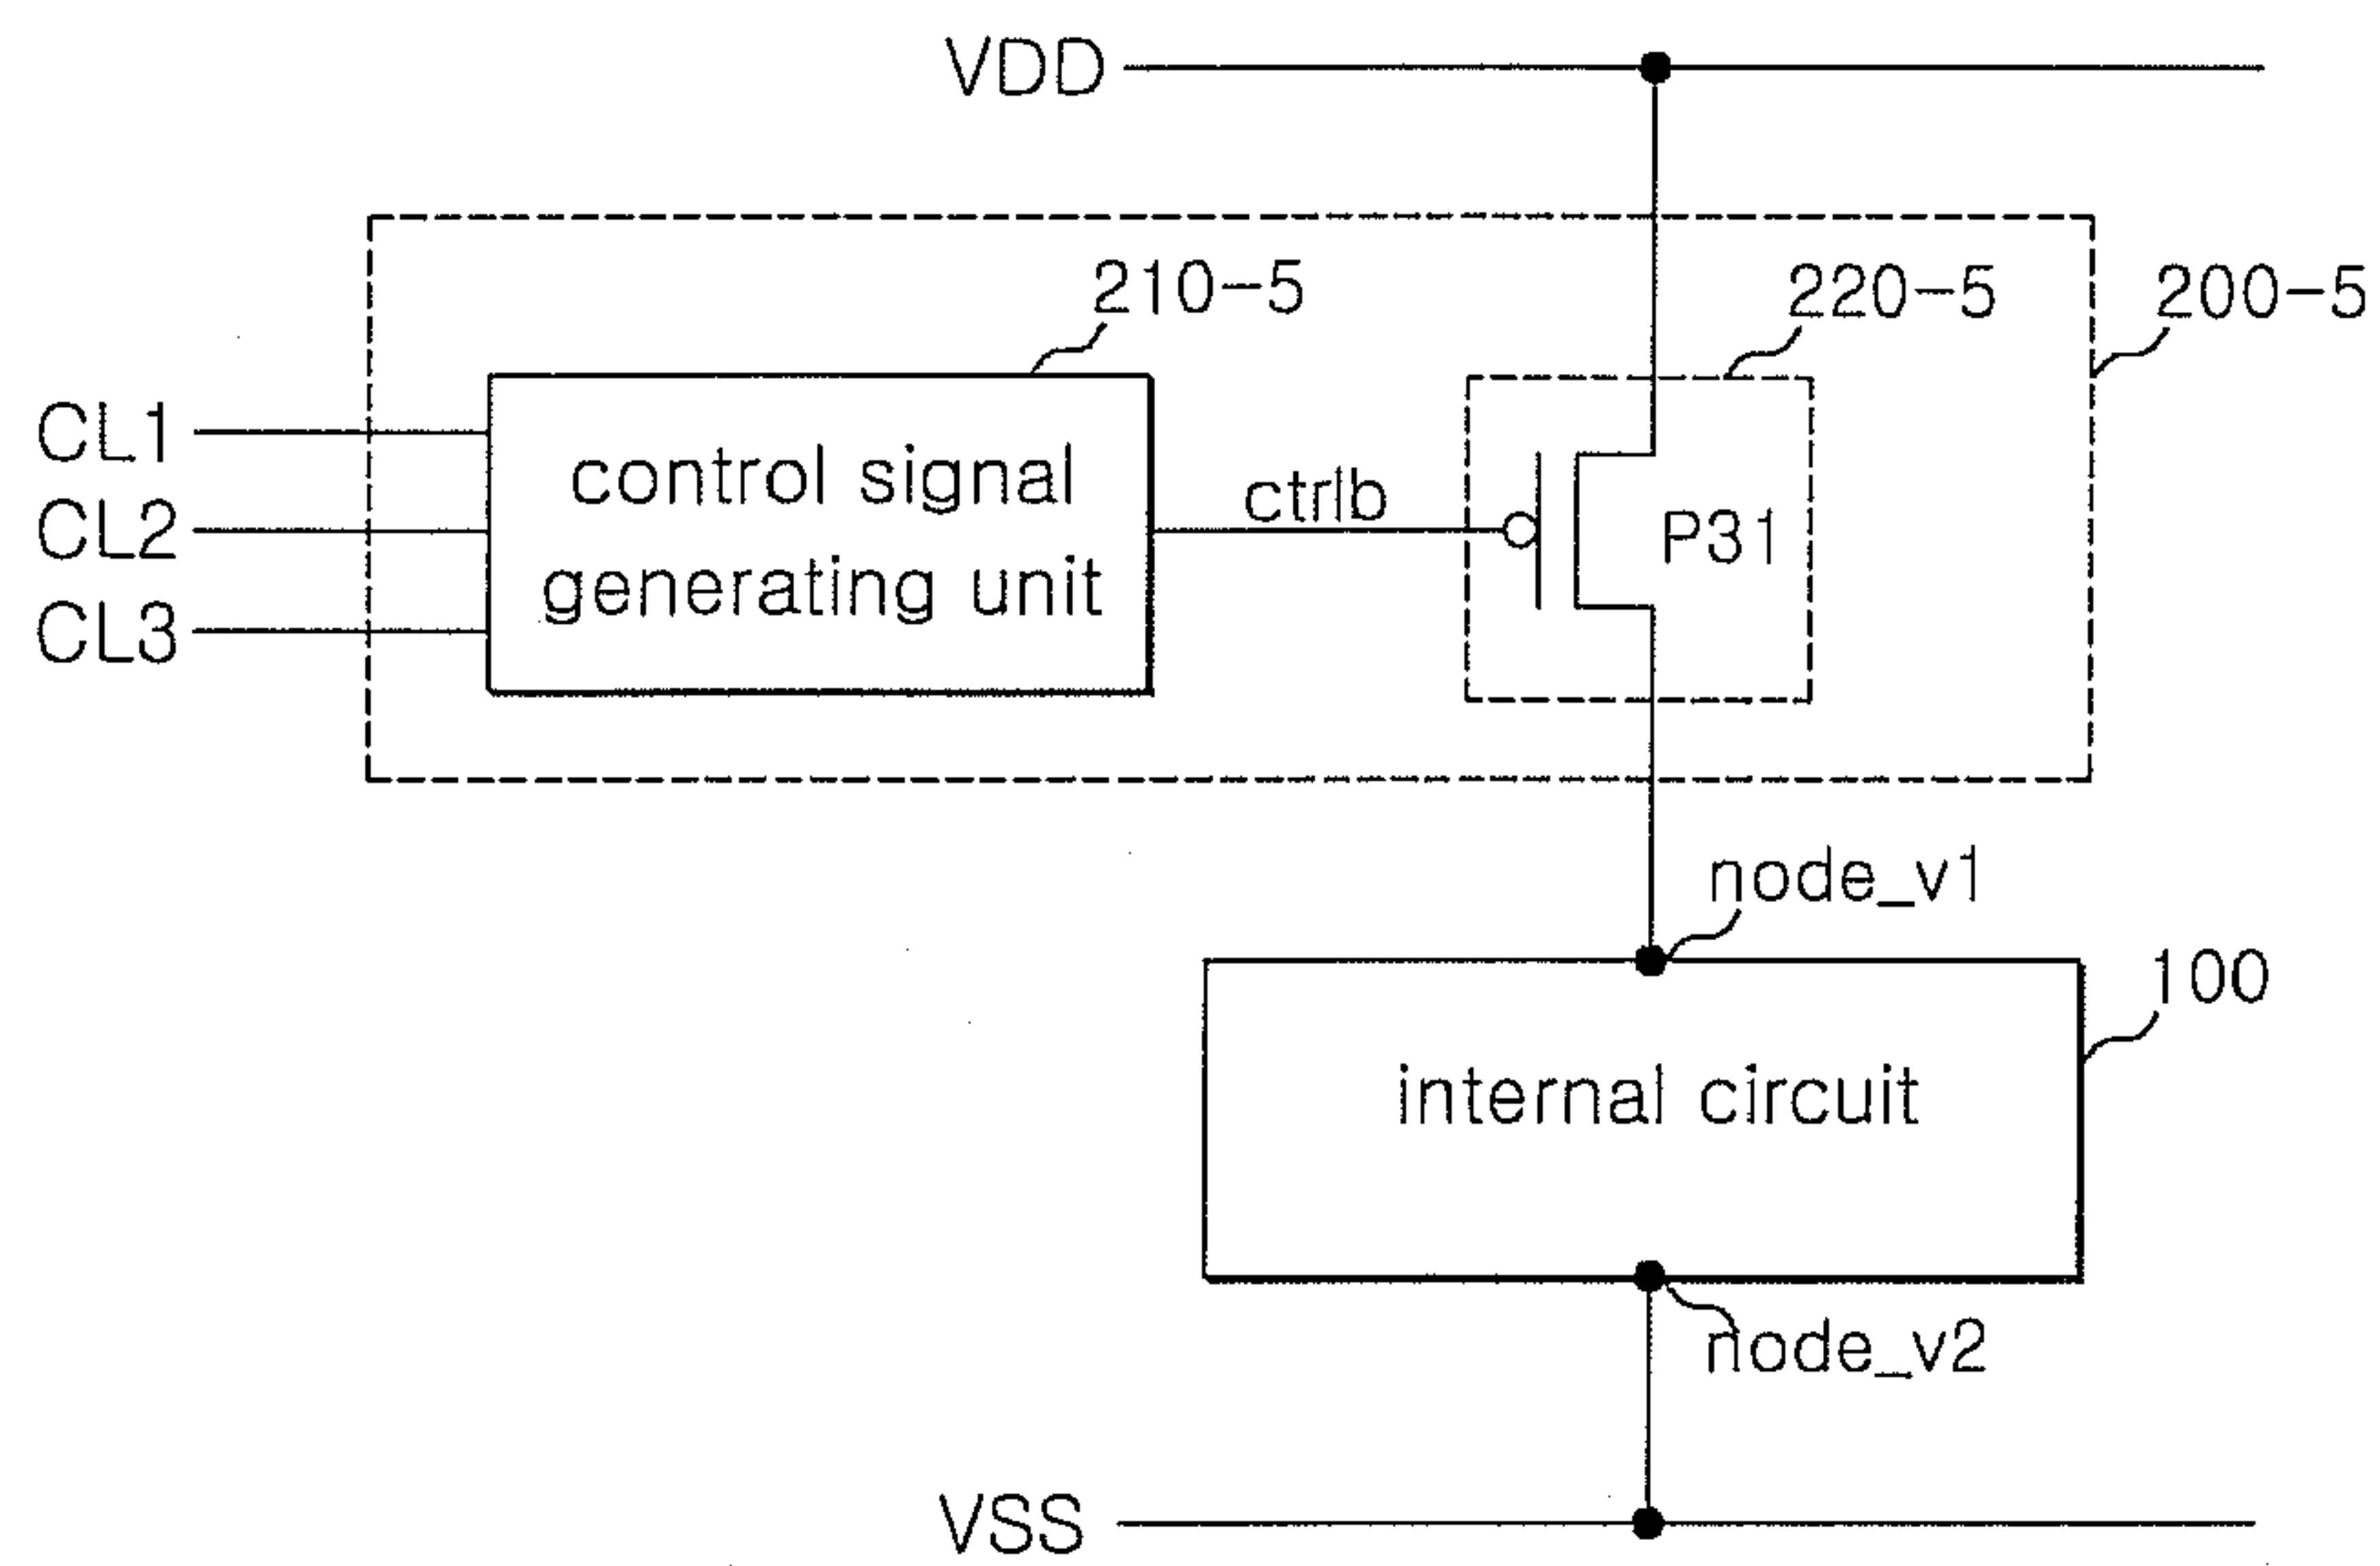 VDD
210-5
220-5
200-5
CL1
CL2
CL3
control signal
generating unit
ctrlb
P31
node_v1
100
internal circuit
node_v2
VSS